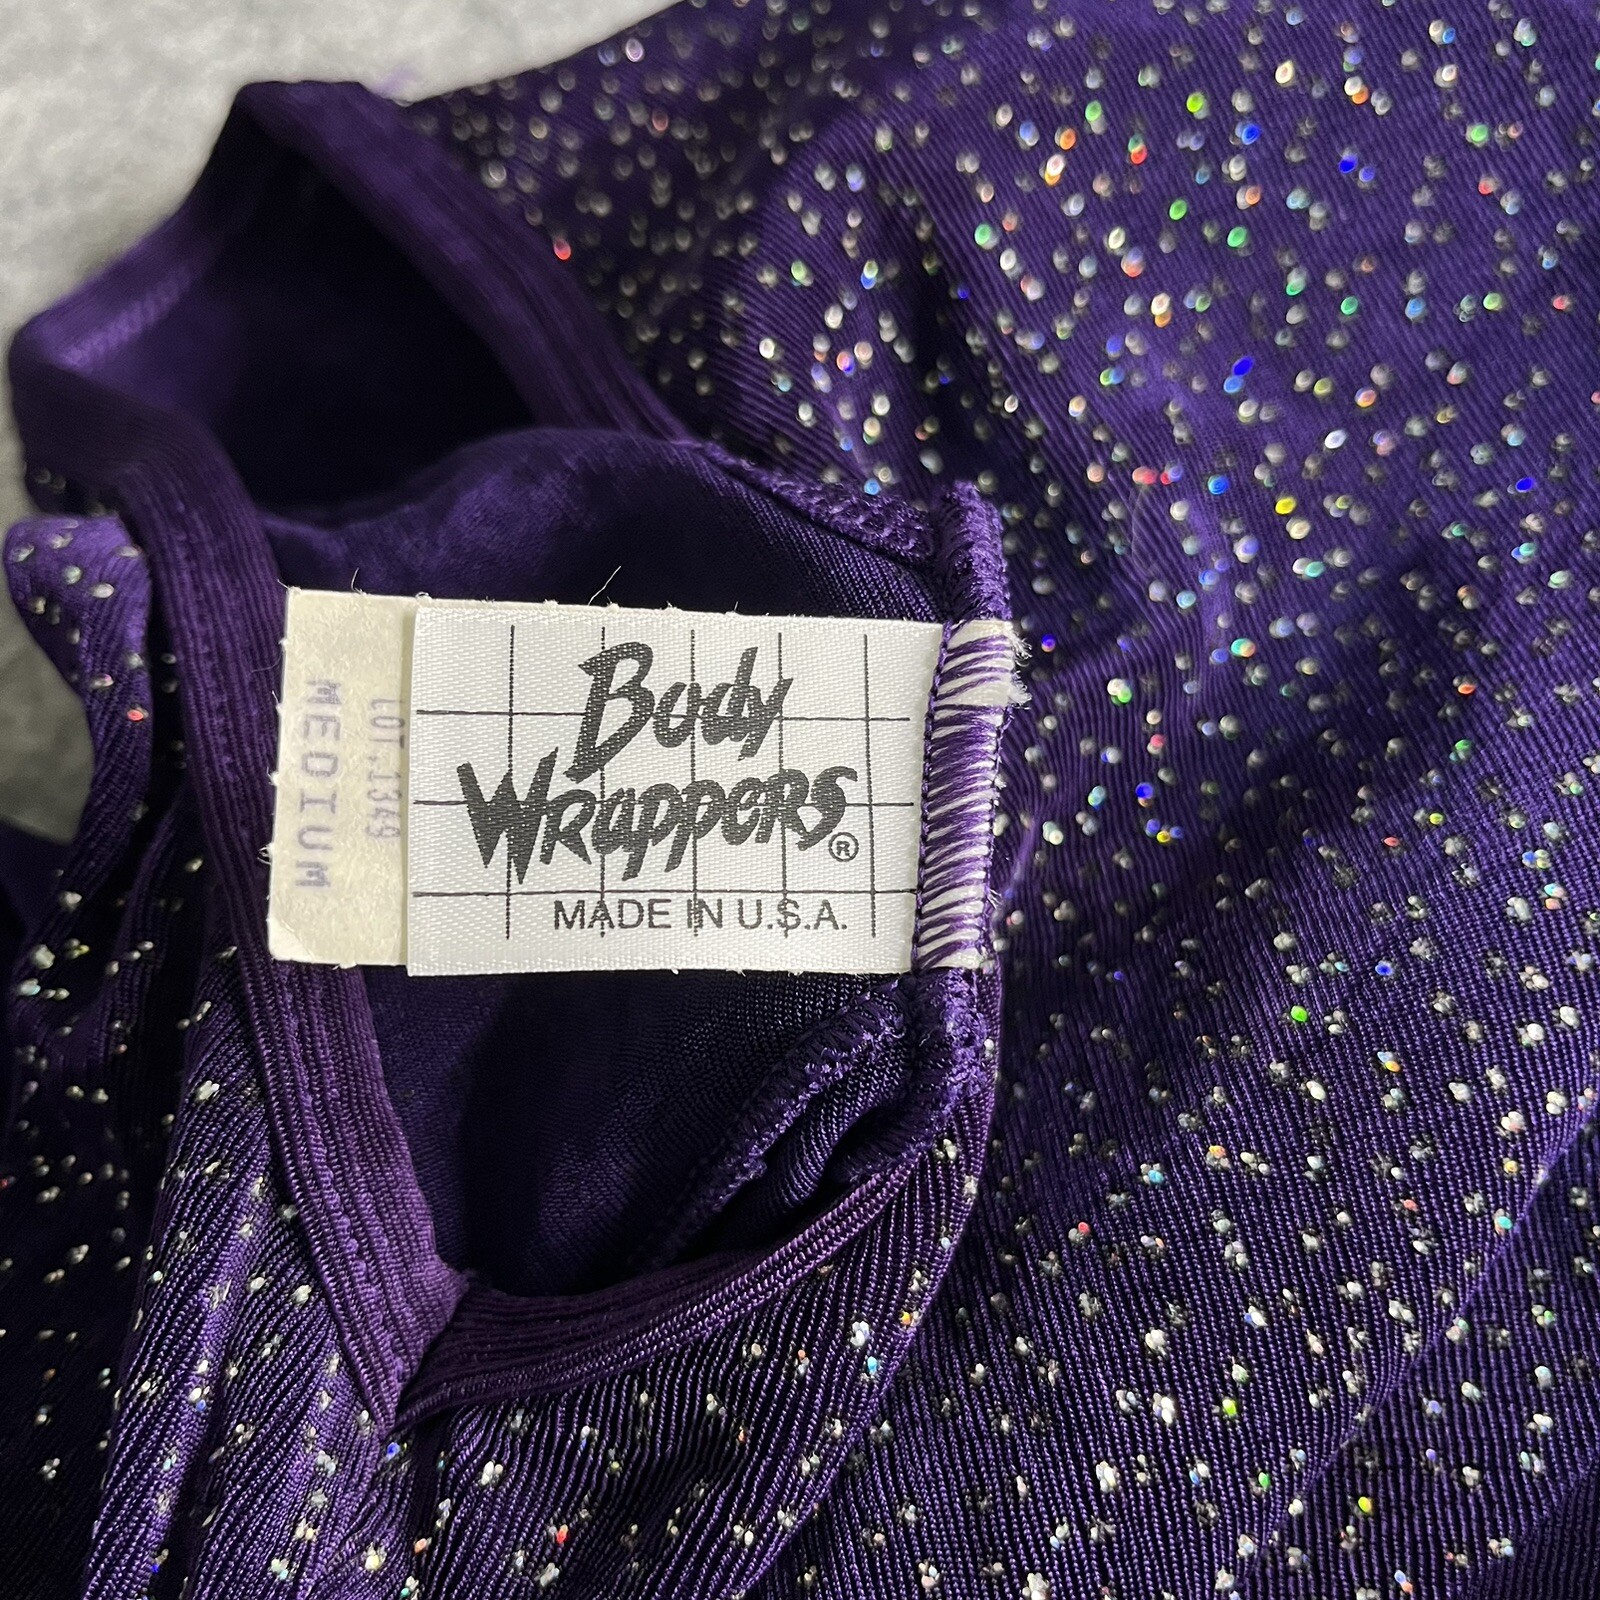 Body
Wrappers®
MADE IN U.S.A.
LOT.1349
MEDIUM